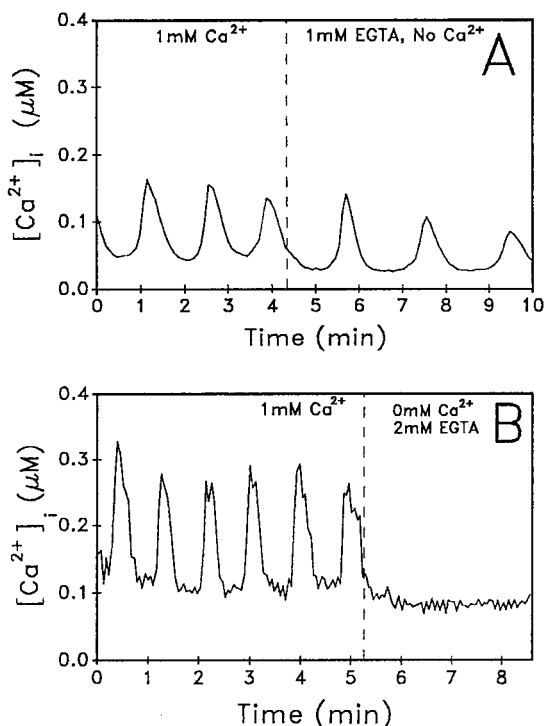 0.4
1mM Ca²⁺
1mM EGTA, No Ca²⁺
A
0.3
0.2
0.1
0.0
[Ca²⁺]i (μM)
0 1 2 3 4 5 6 7 8 9 10
Time (min)
0.4
1mM Ca²⁺
0mM Ca²⁺
2mM EGTA
B
0.3
0.2
0.1
0.0
[Ca²⁺]i (μM)
0 1 2 3 4 5 6 7 8
Time (min)